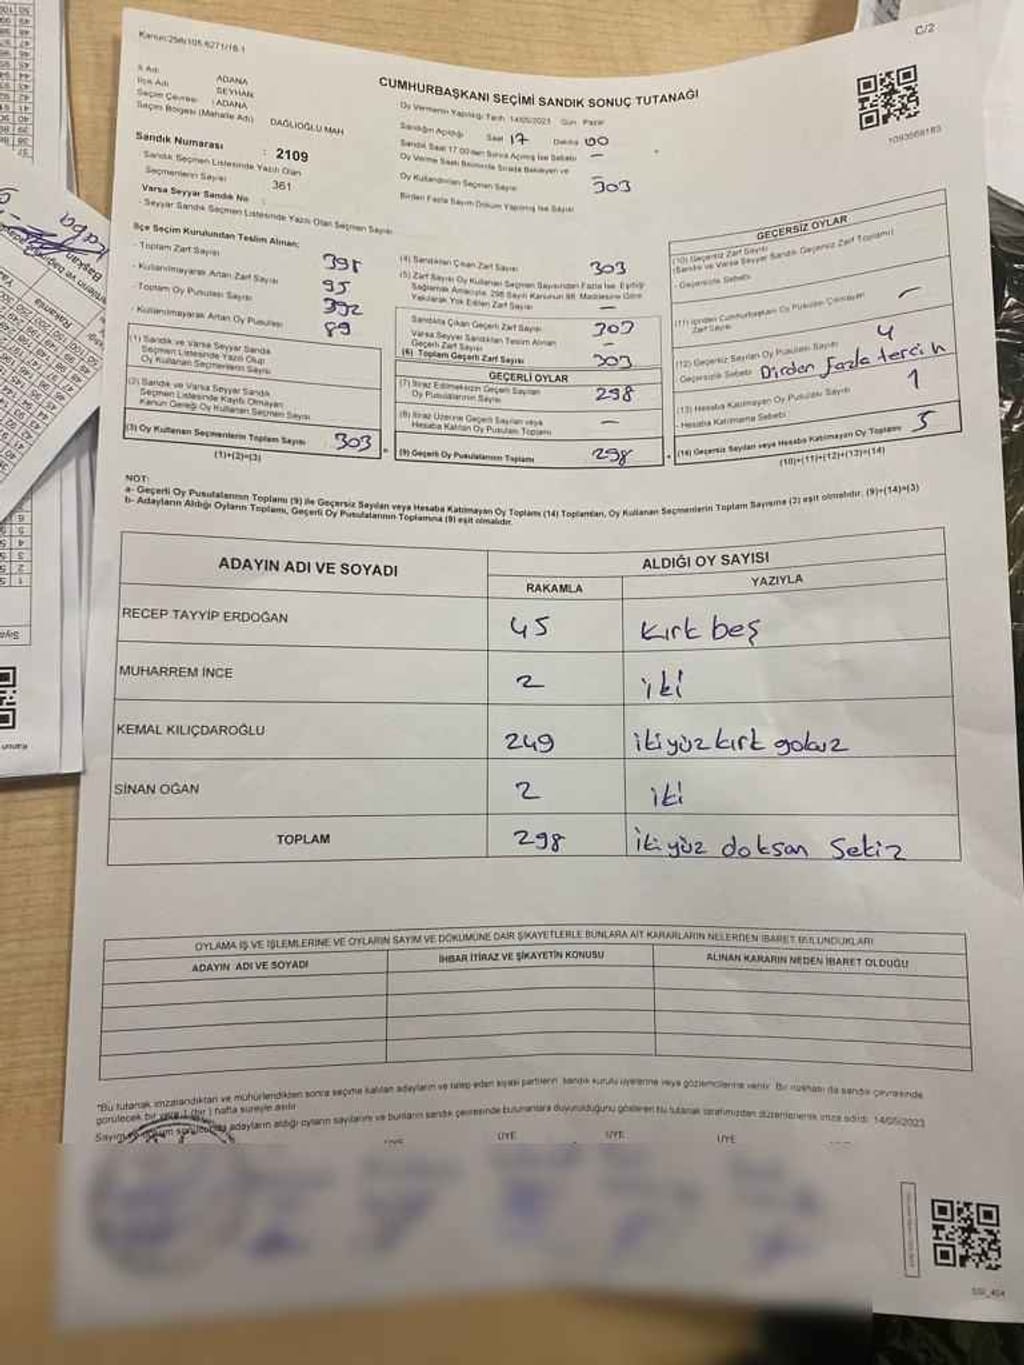 Kanun:298/105,6271/18-1
C/2
İl Adı ADANA
İlçe Adı SEYHAN
Seçim Çevresi : ADANA
Seçim Bölgesi (Mahalle Adı) DAĞLIOĞLU MAH
CUMHURBAŞKANI SEÇİMİ SANDIK SONUÇ TUTANAĞI
Oy Vermenin Yapıldığı Tarih 14/05/2023 Gün Pazar
Sandığın Açıldığı Saat 17 Dakika 00
Sandık Saat 17.00'den Sonra Açılmış İse Sebebi —
Oy Verme Saati Bitiminde Sırada Bekleyen ve
Oy Kullandırılan Seçmen Sayısı 303
Birden Fazla Sayım Döküm Yapılmış İse Sayısı
Sandık Numarası : 2109
Sandık Seçmen Listesinde Yazılı Olan
Seçmenlerin Sayısı 361
Varsa Seyyar Sandık No
- Seyyar Sandık Seçmen Listesinde Yazılı Olan Seçmen Sayısı
İlçe Seçim Kurulundan Teslim Alınan;
- Toplam Zarf Sayısı 398
- Kullanılmayarak Artan Zarf Sayısı 95
- Toplam Oy Pusulası Sayısı 392
- Kullanılmayarak Artan Oy Pusulası 89
(1) Sandık ve Varsa Seyyar Sandık
Seçmen Listesinde Yazılı Olup
Oy Kullanan Seçmenlerin Sayısı
(2) Sandık ve Varsa Seyyar Sandık
Seçmen Listesinde Kayıtlı Olmayan
Kanun Gereği Oy Kullanan Seçmen Sayısı
(3) Oy Kullanan Seçmenlerin Toplam Sayısı 303
(1)+(2)=(3)
(4) Sandıktan Çıkan Zarf Sayısı 303
(5) Zarf Sayısı Oy Kullanan Seçmen Sayısından Fazla İse, Eşitliği
Sağlamak Amacıyla, 298 Sayılı Kanunun 98. Maddesine Göre
Yakılarak Yok Edilen Zarf Sayısı —
Sandıkta Çıkan Geçerli Zarf Sayısı 303
Varsa Seyyar Sandıktan Teslim Alınan
Geçerli Zarf Sayısı —
(6) Toplam Geçerli Zarf Sayısı 303
GEÇERLİ OYLAR
(7) İtiraz Edilmeksizin Geçerli Sayılan
Oy Pusulalarının Sayısı 298
(8) İtiraz Üzerine Geçerli Sayılan veya
Hesaba Katılan Oy Pusulası Toplamı —
(9) Geçerli Oy Pusulalarının Toplamı 298
GEÇERSİZ OYLAR
(10) Geçersiz Zarf Sayısı
(Sandık ve Varsa Seyyar Sandık Geçersiz Zarf Toplamı)
- Geçersizlik Sebebi
(11) İçinden Cumhurbaşkanı Oy Pusulası Çıkmayan
Zarf Sayısı —
(12) Geçersiz Sayılan Oy Pusulası Sayısı 4
- Geçersizlik Sebebi Birden fazla tercih
(13) Hesaba Katılmayan Oy Pusulası Sayısı 1
- Hesaba Katılmama Sebebi
(14) Geçersiz Sayılan veya Hesaba Katılmayan Oy Toplamı 5
(10)+(11)+(12)+(13)=(14)
NOT:
a- Geçerli Oy Pusulalarının Toplamı (9) ile Geçersiz Sayılan veya Hesaba Katılmayan Oy Toplamı (14) Toplamları, Oy Kullanan Seçmenlerin Toplam Sayısına (3) eşit olmalıdır. (9)+(14)=(3)
b- Adayların Aldığı Oyların Toplamı, Geçerli Oy Pusulalarının Toplamına (9) eşit olmalıdır.
ADAYIN ADI VE SOYADI ALDIĞI OY SAYISI
RAKAMLA YAZIYLA
RECEP TAYYİP ERDOĞAN 45 kırk beş
MUHARREM İNCE 2 iki
KEMAL KILIÇDAROĞLU 249 ikiyüzkırk gokuz
SİNAN OĞAN 2 iki
TOPLAM 298 ikiyüz doksan sekiz
OYLAMA İŞ VE İŞLEMLERİNE VE OYLARIN SAYIM VE DÖKÜMÜNE DAİR ŞİKAYETLERLE BUNLARA AİT KARARLARIN NELERDEN İBARET BULUNDUKLARI
ADAYIN ADI VE SOYADI İHBAR İTİRAZ VE ŞİKAYETİN KONUSU ALINAN KARARIN NEDEN İBARET OLDUĞU
*Bu tutanak imzalandıktan ve mühürlendikten sonra seçime katılan adayların ve talep eden siyasi partilerin sandık kurulu üyelerine veya gözlemcilerine verilir. Bir nüshası da sandık çevresinde
görülecek bir yere 1 (bir) hafta süreyle asılır.
adayların aldığı oyların sayılarını ve bunların sandık çevresinde bulunanlara duyurulduğunu gösteren bu tutanak tarafımızdan düzenlenerek imza edildi. 14/05/2023
ÜYE ÜYE ÜYE ÜYE